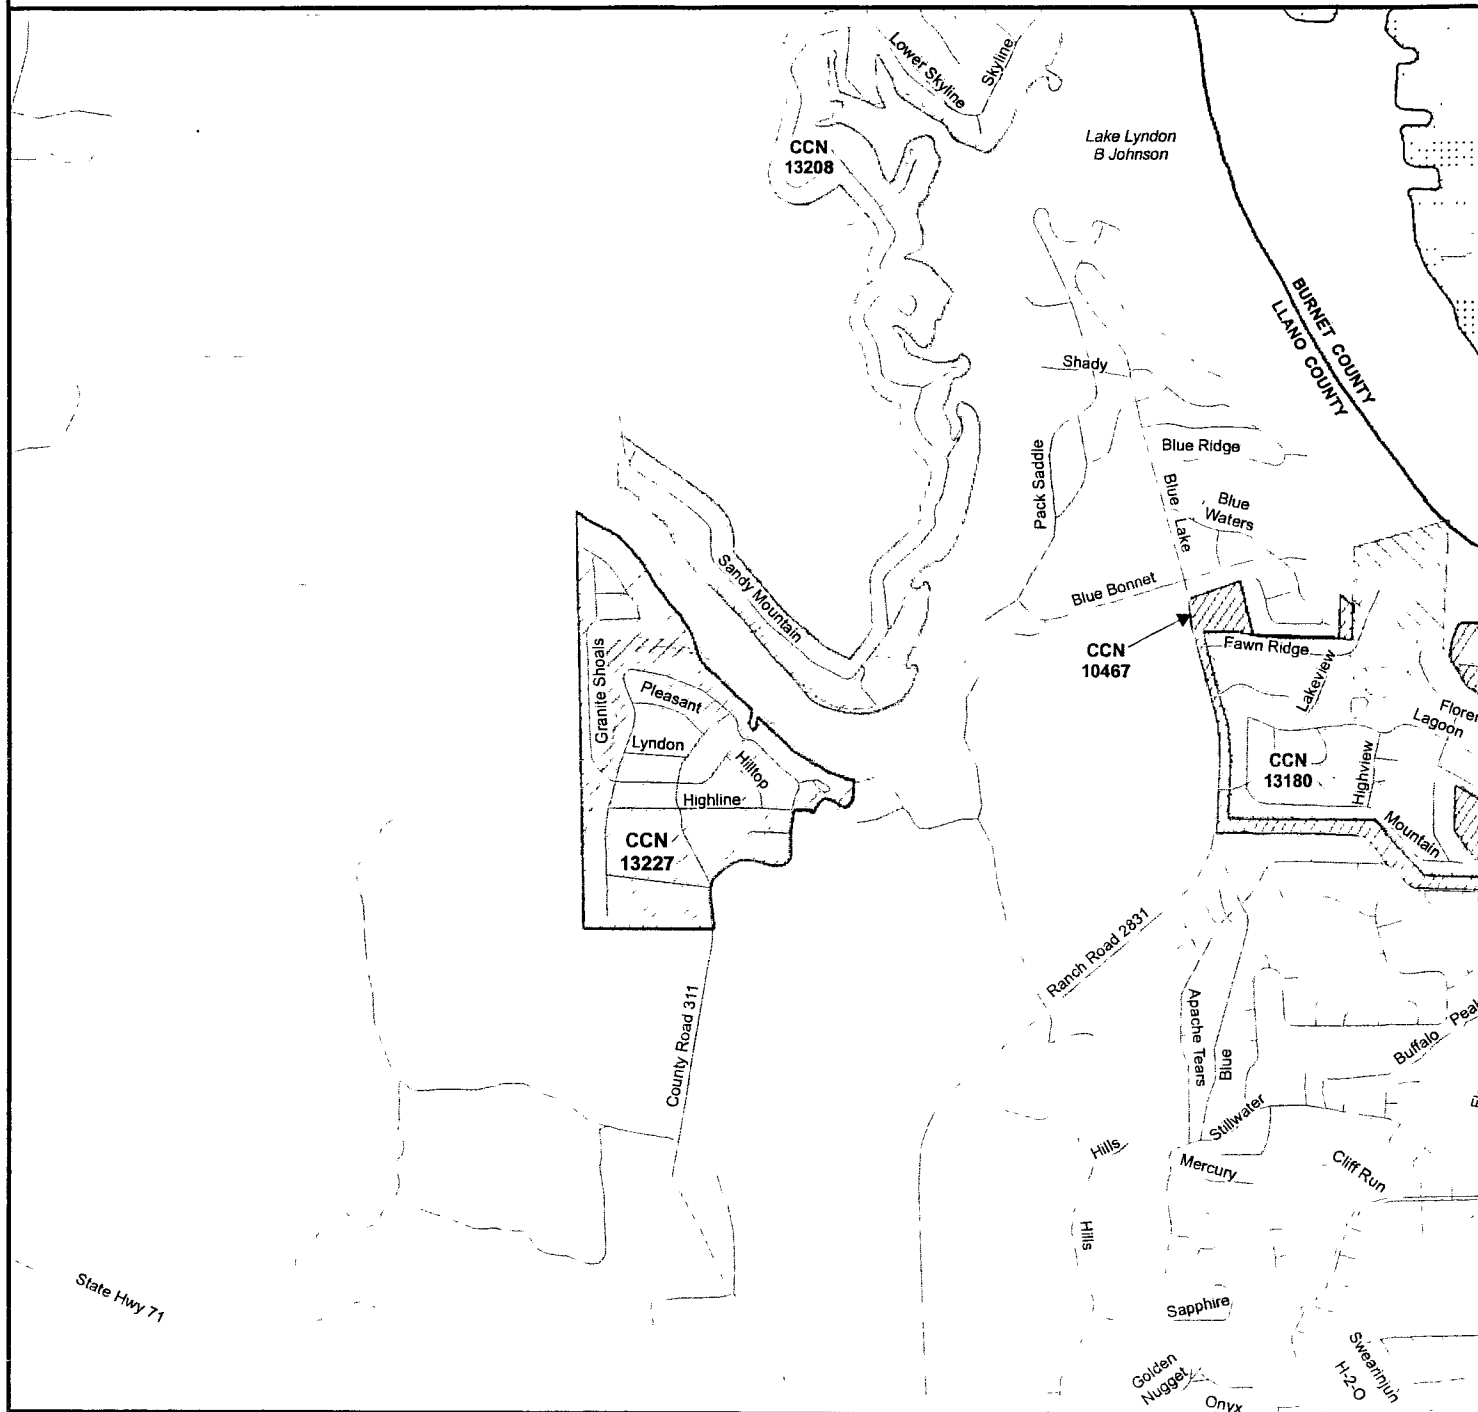 Lower Skyline
Skyline
CCN
13208
Lake Lyndon
B Johnson
BURNET COUNTY
LLANO COUNTY
Shady
Blue Ridge
Pack Saddle
Blue
Lake
Blue
Waters
Blue Bonnet
Sandy Mountain
CCN
10467
Fawn Ridge
Lakeview
Granite Shoals
Pleasant
Lyndon
Hilltop
Highline
CCN
13227
Lagoon
CCN
13180
Highview
Mountain
Ranch Road 2831
County Road 311
Apache Tears
Blue
Buffalo
Stillwater
Hills
Mercury
Cliff Run
Hills
State Hwy 71
Sapphire
Golden
Nugget
Onyx
Swearinjun
H-2-O